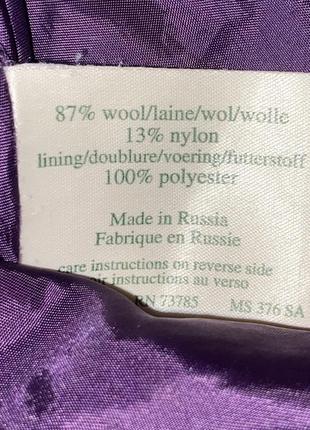 87% wool/laine/wol/wolle
13% nylon
lining/doublure/voering/futterstoff
100% polyester
Made in Russia
Fabrique en Russie
care instructions on reverse side
instructions au verso
RN 73785 MS 376 SA